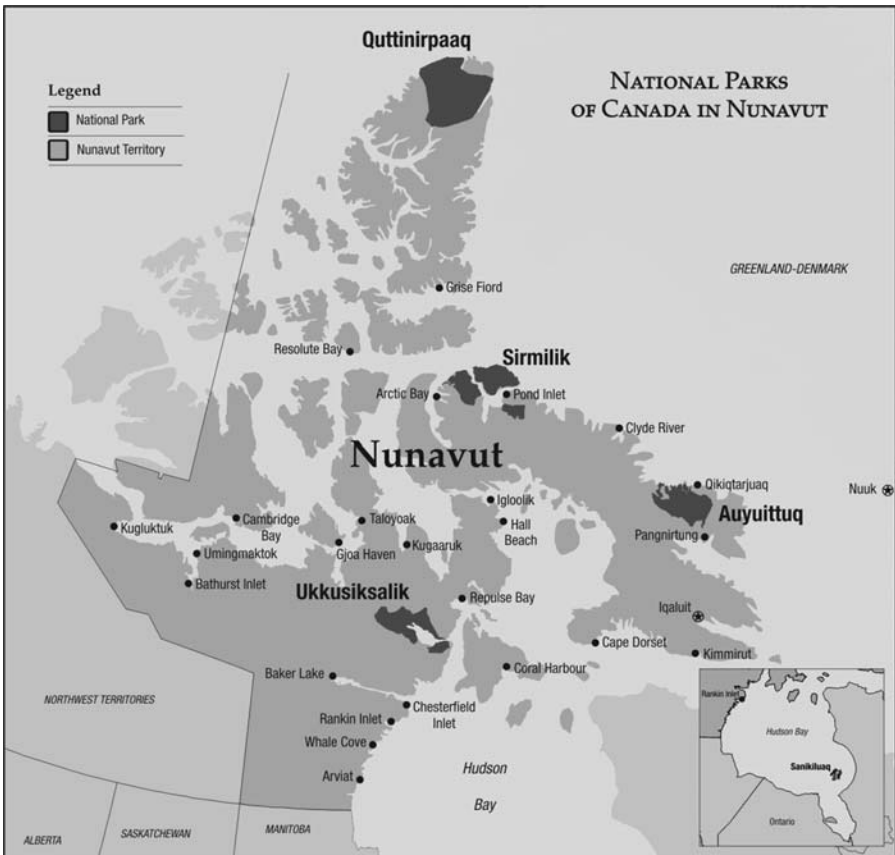 Quttinirpaaq
NATIONAL PARKS
OF CANADA IN NUNAVUT
Legend
National Park
Nunavut Territory
GREENLAND-DENMARK
Grise Fiord
Resolute Bay
Sirmilik
Arctic Bay
Pond Inlet
Clyde River
Nunavut
Qikiqtarjuaq
Nuuk
Igloolik
Auyuittuq
Kugluktuk
Cambridge
Bay
Taloyoak
Hall
Beach
Pangnirtung
Umingmaktok
Gjoa Haven
Kugaaruk
Bathurst Inlet
Ukkusiksalik
Repulse Bay
Iqaluit
Cape Dorset
Kimmirut
Coral Harbour
Baker Lake
NORTHWEST TERRITORIES
Chesterfield
Inlet
Rankin Inlet
Whale Cove
Arviat
Hudson
Bay
Rankin Inlet
Hudson Bay
Sanikiluaq
Ontario
ALBERTA
SASKATCHEWAN
MANITOBA